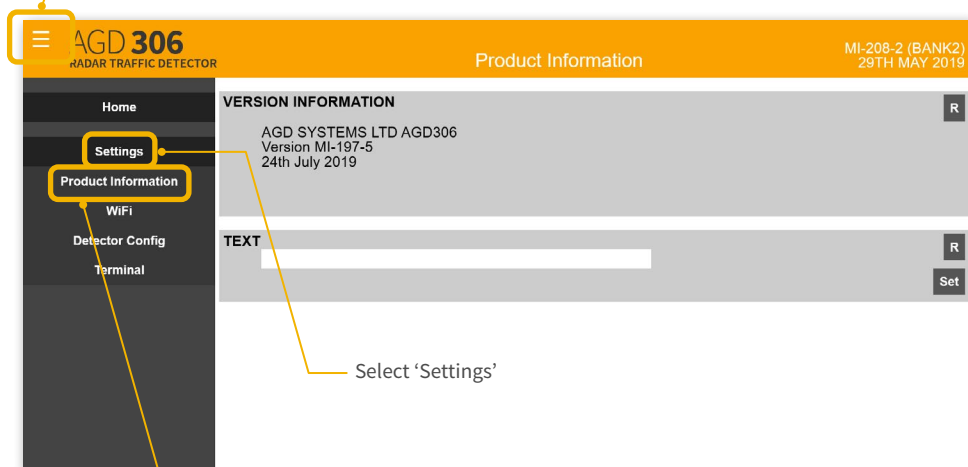 ☰ AGD 306
RADAR TRAFFIC DETECTOR
Product Information
MI-208-2 (BANK2)
29TH MAY 2019
Home
Settings
Product Information
WiFi
Detector Config
Terminal
VERSION INFORMATION
R
AGD SYSTEMS LTD AGD306
Version MI-197-5
24th July 2019
TEXT
R
Set
Select ‘Settings’